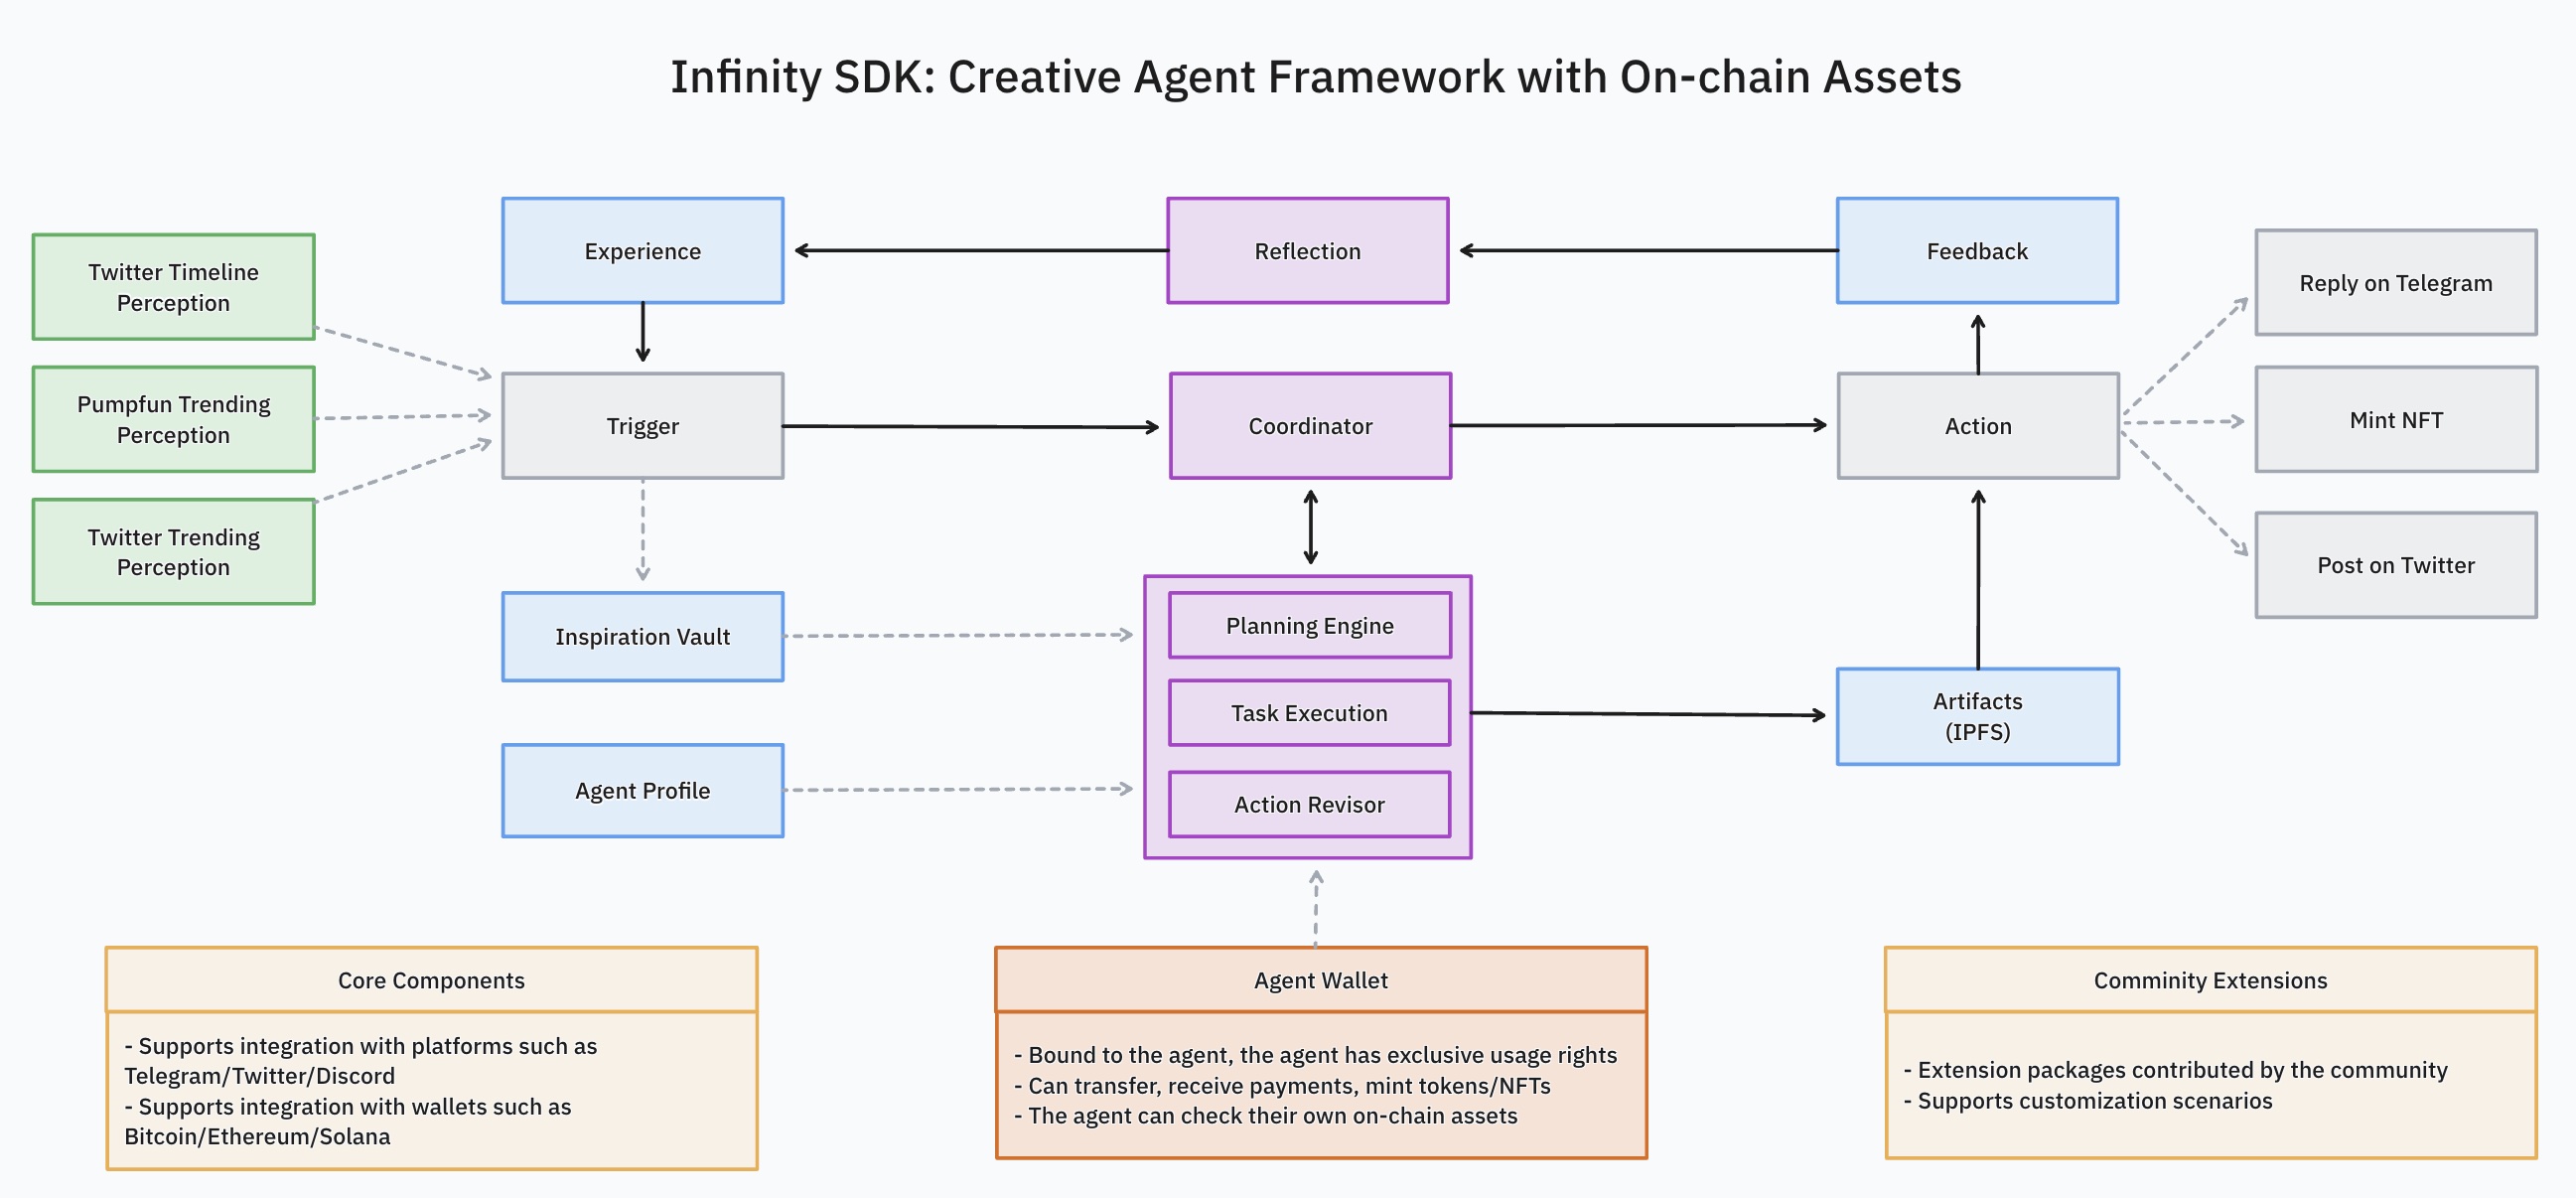 Infinity SDK: Creative Agent Framework with On-chain Assets
Twitter Timeline
Perception
Pumpfun Trending
Perception
Twitter Trending
Perception
Experience
Reflection
Feedback
Trigger
Coordinator
Action
Reply on Telegram
Mint NFT
Post on Twitter
Inspiration Vault
Agent Profile
Planning Engine
Task Execution
Action Revisor
Artifacts
(IPFS)
Core Components
- Supports integration with platforms such as
Telegram/Twitter/Discord
- Supports integration with wallets such as
Bitcoin/Ethereum/Solana
Agent Wallet
- Bound to the agent, the agent has exclusive usage rights
- Can transfer, receive payments, mint tokens/NFTs
- The agent can check their own on-chain assets
Comminity Extensions
- Extension packages contributed by the community
- Supports customization scenarios